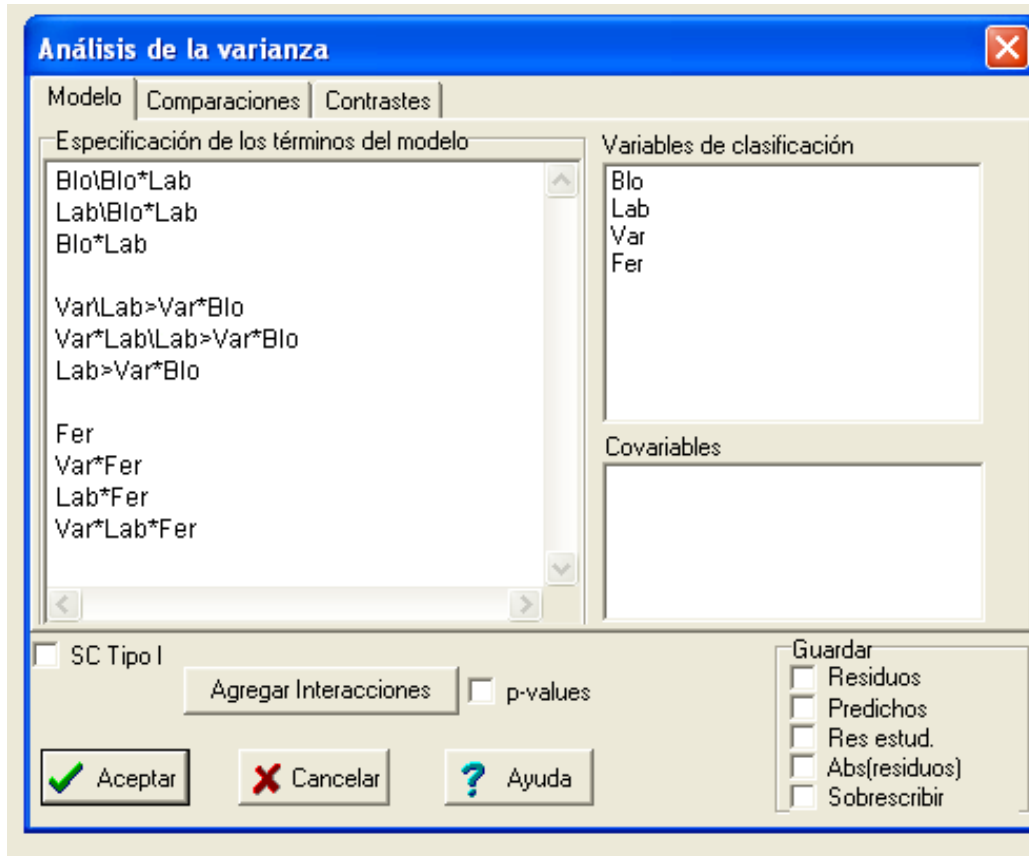 Análisis de la varianza
Modelo
Comparaciones
Contrastes
Especificación de los términos del modelo
Blo\Blo*Lab
Lab\Blo*Lab
Blo*Lab
Var\Lab>Var*Blo
Var*Lab\Lab>Var*Blo
Lab>Var*Blo
Fer
Var*Fer
Lab*Fer
Var*Lab*Fer
Variables de clasificación
Blo
Lab
Var
Fer
Covariables
SC Tipo I
Agregar Interacciones
p-values
Aceptar
Cancelar
? Ayuda
Guardar
Residuos
Predichos
Res estud.
Abs(residuos)
Sobrescribir